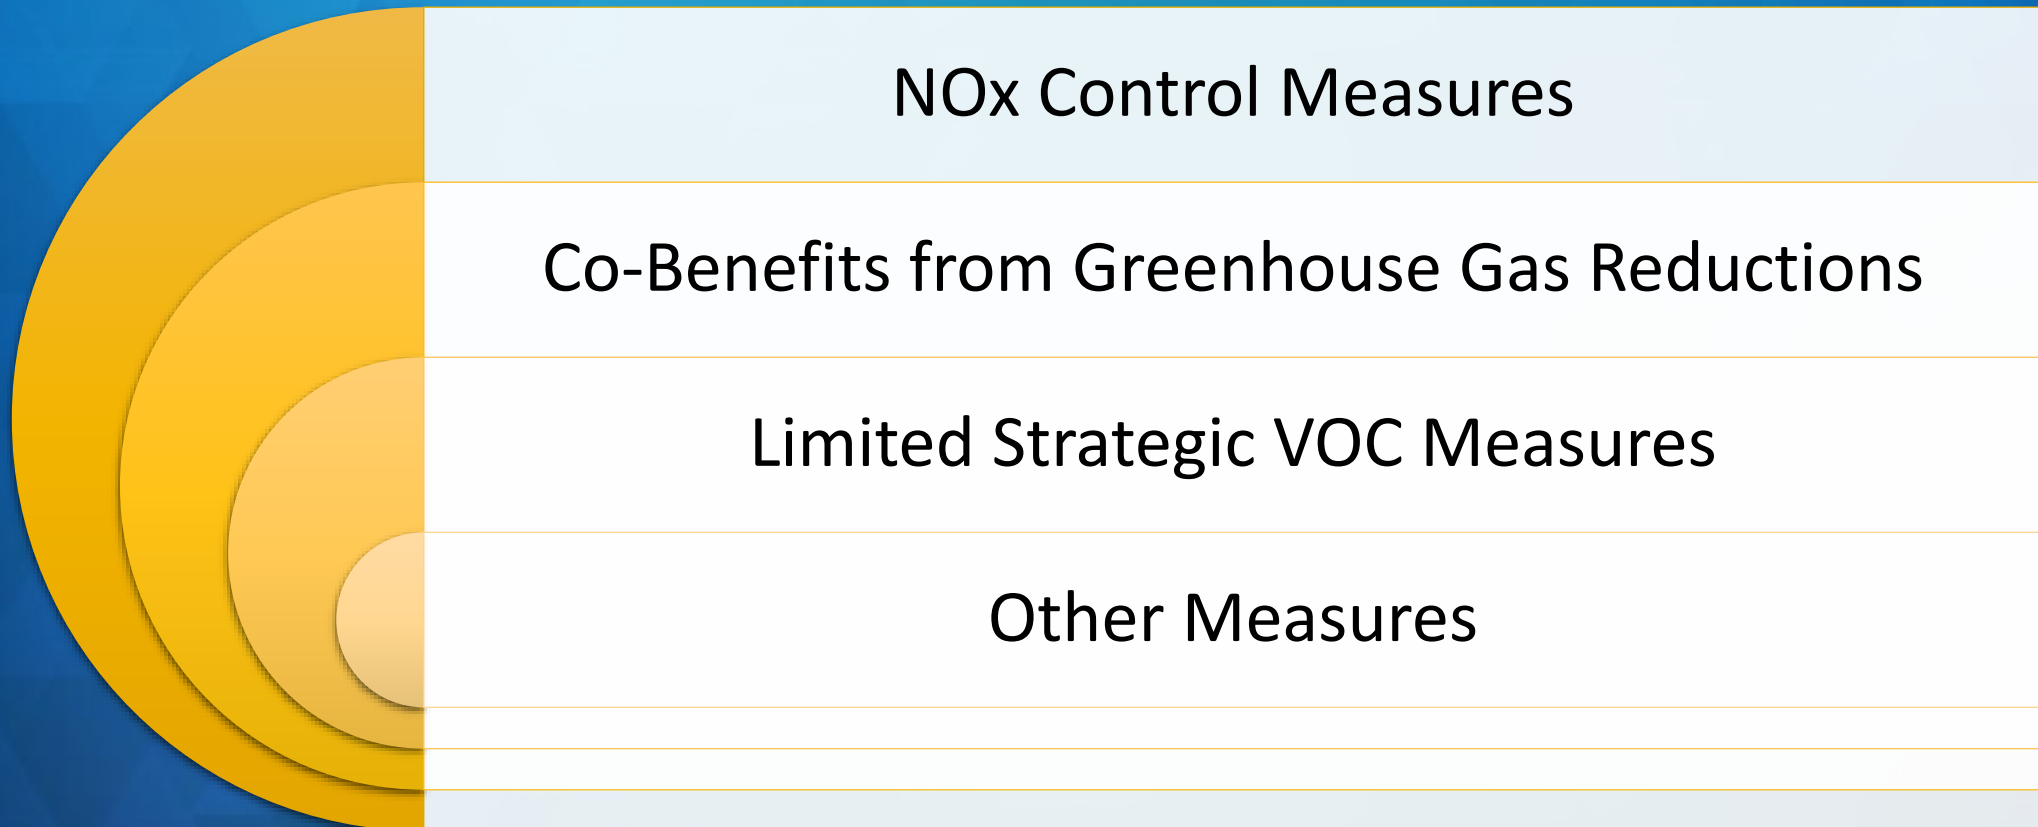 NOx Control Measures
Co-Benefits from Greenhouse Gas Reductions
Limited Strategic VOC Measures
Other Measures